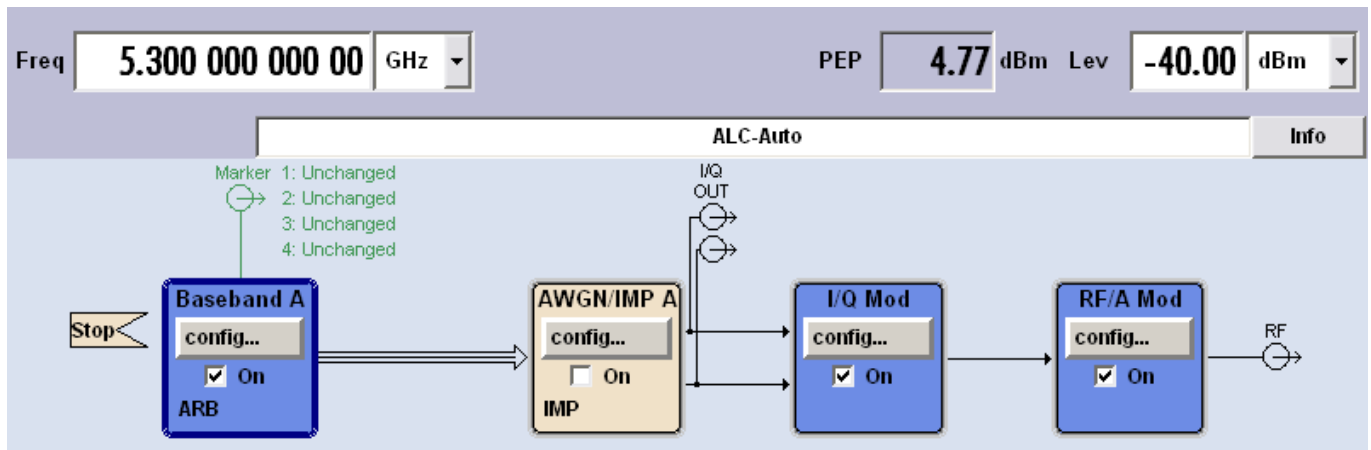 Freq 5.300 000 000 00 GHz PEP 4.77 dBm Lev -40.00 dBm
ALC-Auto Info
Marker 1: Unchanged
2: Unchanged
3: Unchanged
4: Unchanged
I/Q
OUT
Stop
Baseband A
config...
On
ARB
AWGN/IMP A
config...
On
IMP
I/Q Mod
config...
On
RF/A Mod
config...
On
RF